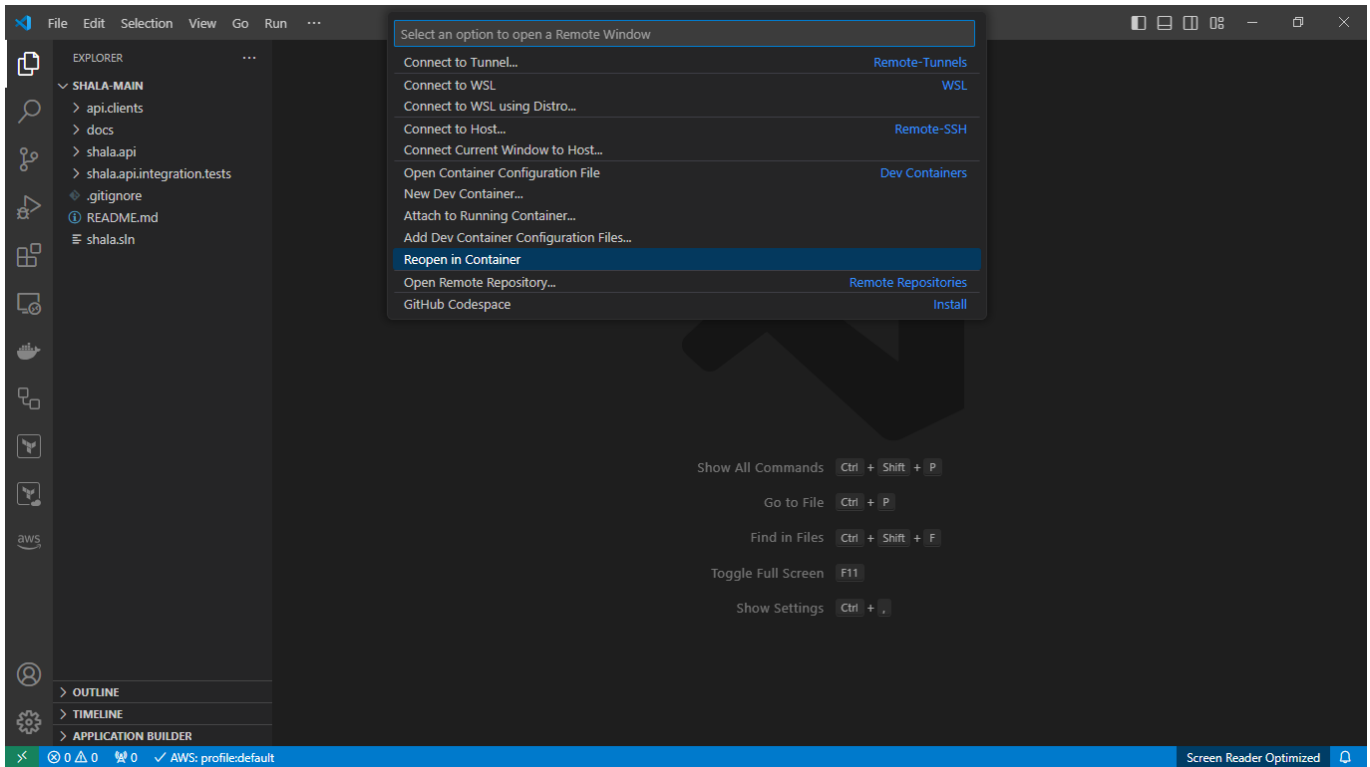 File Edit Selection View Go Run ···
Select an option to open a Remote Window
Connect to Tunnel... Remote-Tunnels
Connect to WSL WSL
Connect to WSL using Distro...
Connect to Host... Remote-SSH
Connect Current Window to Host...
Open Container Configuration File Dev Containers
New Dev Container...
Attach to Running Container...
Add Dev Container Configuration Files...
Reopen in Container
Open Remote Repository... Remote Repositories
GitHub Codespace Install
EXPLORER ···
SHALA-MAIN
api.clients
docs
shala.api
shala.api.integration.tests
.gitignore
README.md
shala.sln
aws
Show All Commands Ctrl + Shift + P
Go to File Ctrl + P
Find in Files Ctrl + Shift + F
Toggle Full Screen F11
Show Settings Ctrl + ,
OUTLINE
TIMELINE
APPLICATION BUILDER
0 0 0 AWS: profile:default Screen Reader Optimized